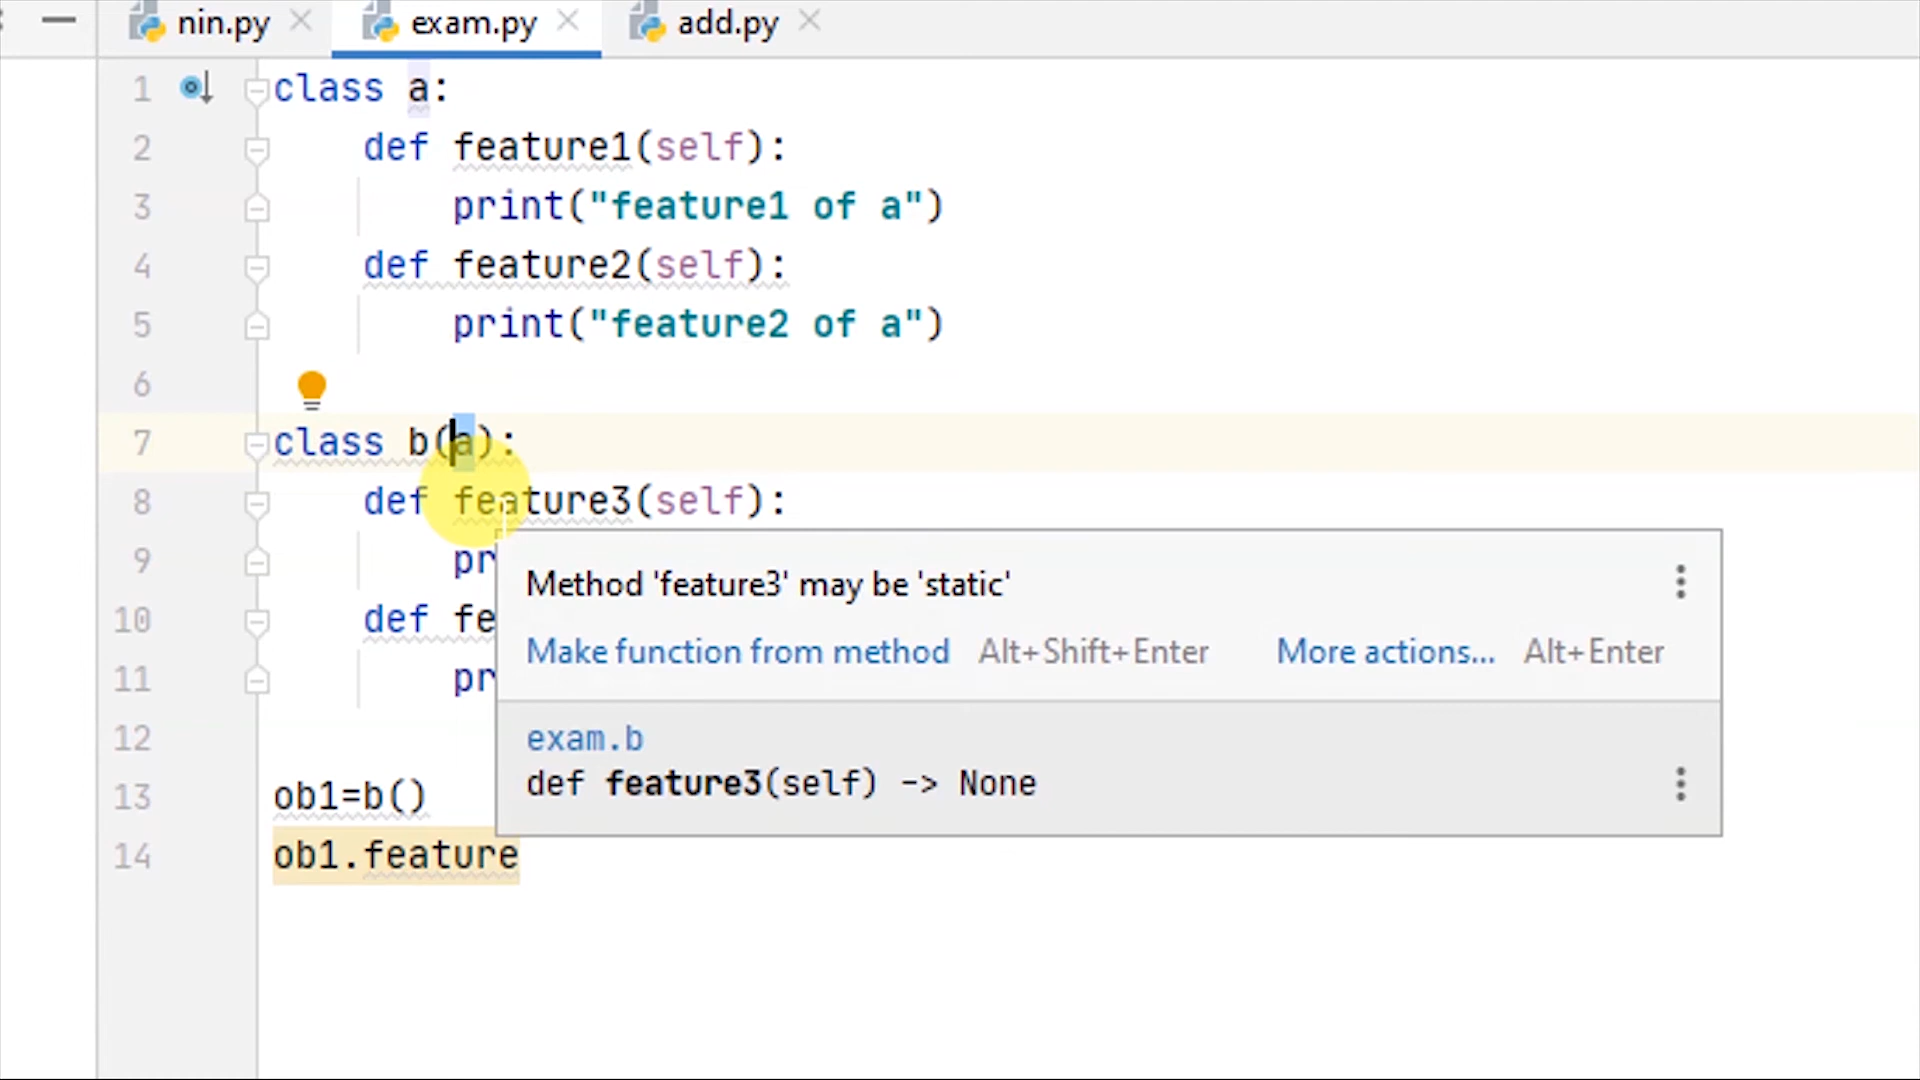 nin.py exam.py add.py
1 class a:
2 def feature1(self):
3 print("feature1 of a")
4 def feature2(self):
5 print("feature2 of a")
6
7 class b(a):
8 def feature3(self):
9 pr
10 def fe
11 pr
12
13 ob1=b()
14 ob1.feature
Method 'feature3' may be 'static'
Make function from method Alt+Shift+Enter More actions... Alt+Enter
exam.b
def feature3(self) -> None